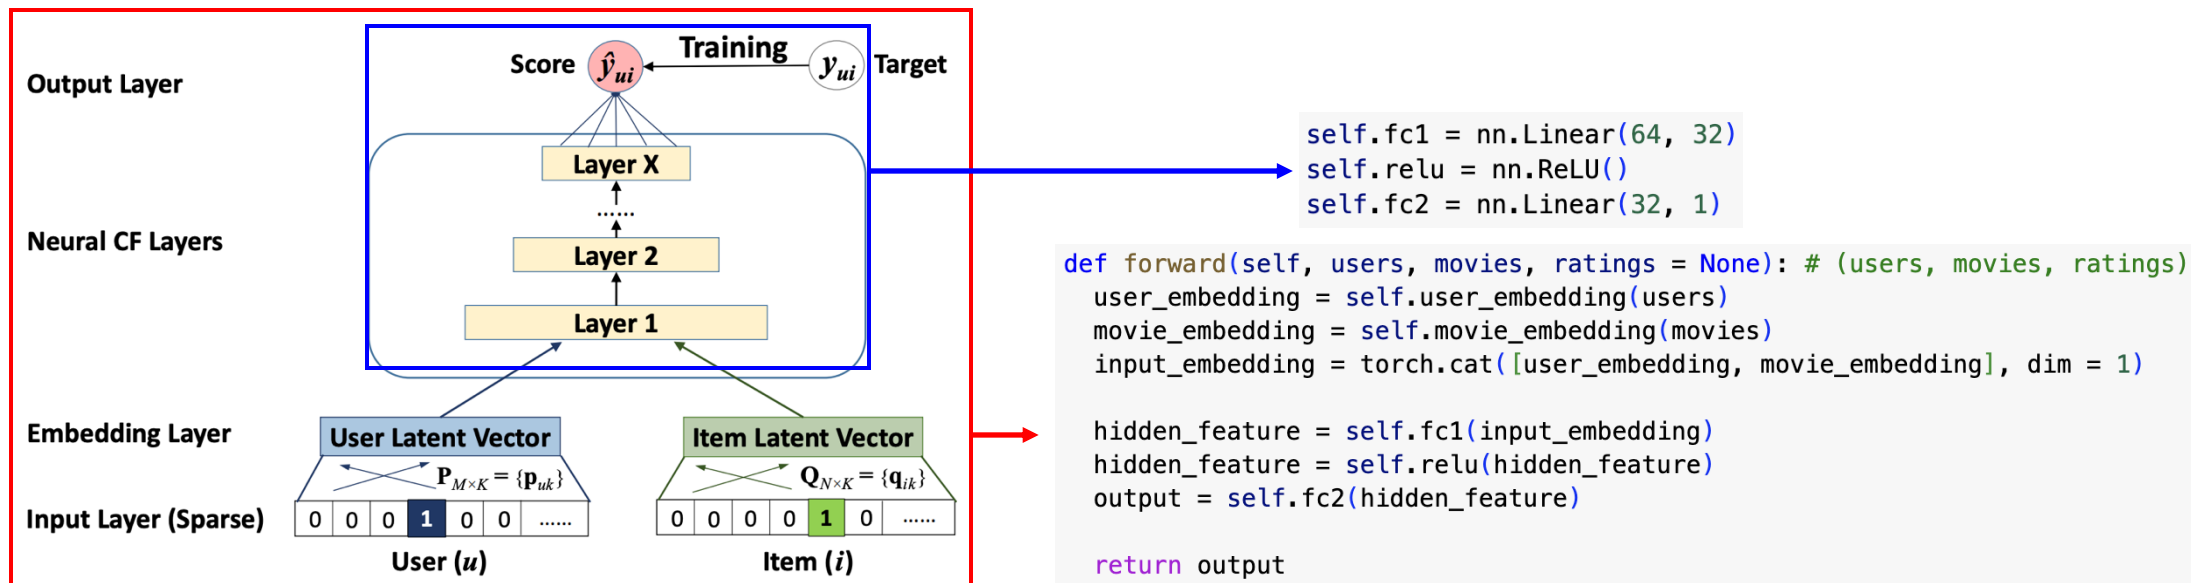 Output Layer
Score
ŷui
Training
yui
Target
Layer X
......
Neural CF Layers
Layer 2
Layer 1
Embedding Layer
User Latent Vector
Item Latent Vector
P M×K = {p uk}
Q N×K = {q ik}
Input Layer (Sparse)
0 0 0 1 0 0 ......
0 0 0 0 1 0 ......
User (u)
Item (i)
self.fc1 = nn.Linear(64, 32)
self.relu = nn.ReLU()
self.fc2 = nn.Linear(32, 1)
def forward(self, users, movies, ratings = None): # (users, movies, ratings)
  user_embedding = self.user_embedding(users)
  movie_embedding = self.movie_embedding(movies)
  input_embedding = torch.cat([user_embedding, movie_embedding], dim = 1)
  hidden_feature = self.fc1(input_embedding)
  hidden_feature = self.relu(hidden_feature)
  output = self.fc2(hidden_feature)
  return output